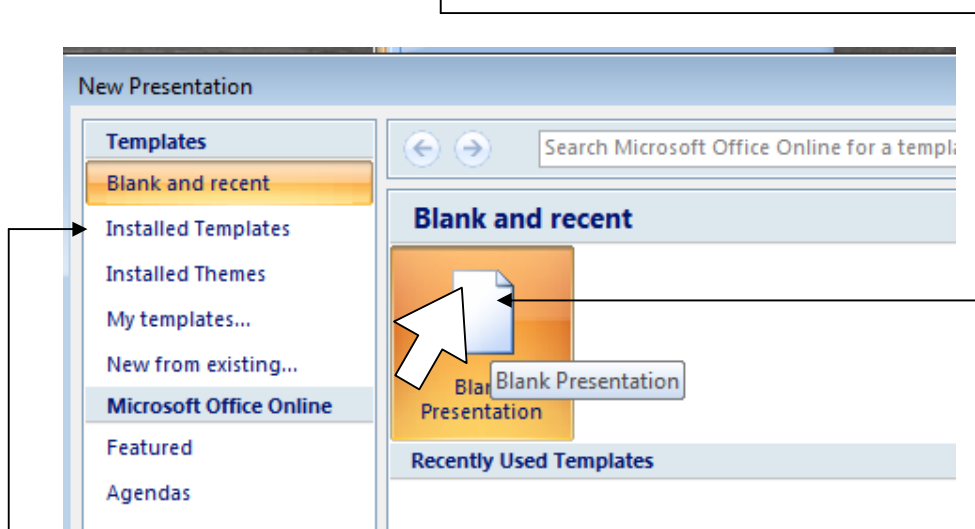 New Presentation
Templates
Blank and recent
Installed Templates
Installed Themes
My templates...
New from existing...
Microsoft Office Online
Featured
Agendas
Search Microsoft Office Online for a templa
Blank and recent
Blank Presentation
Presentation
Recently Used Templates